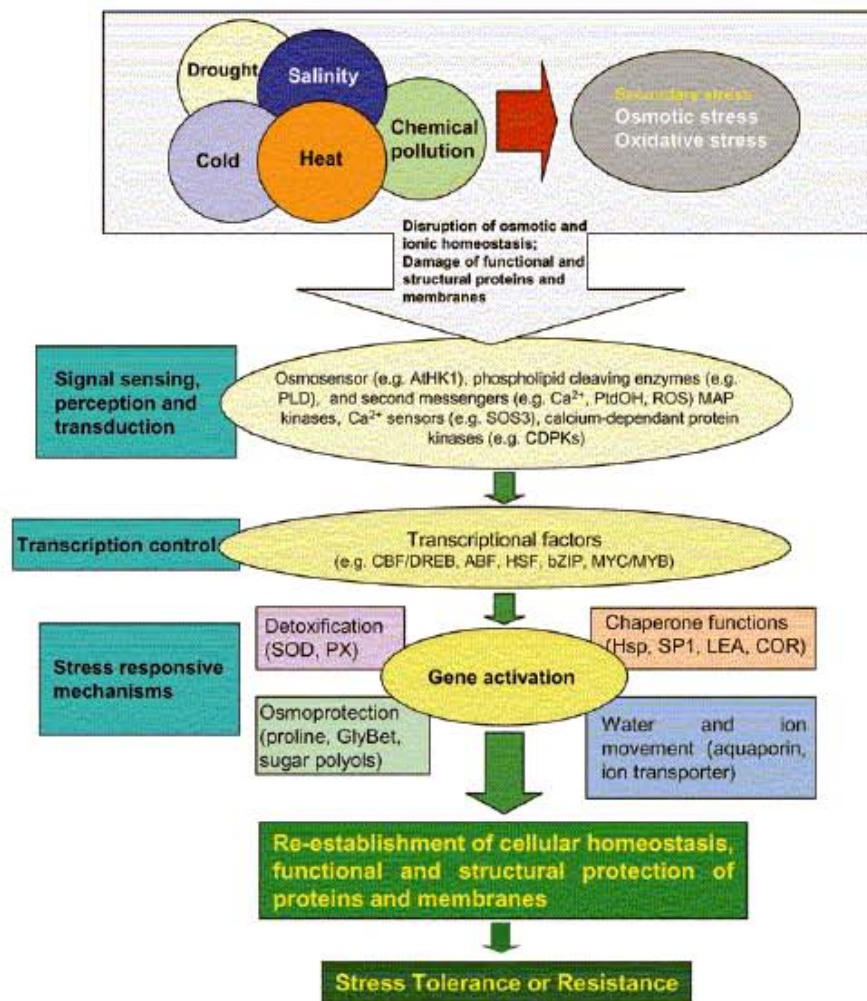 Drought
Salinity
Cold
Heat
Chemical
pollution
Secondary stress
Osmotic stress
Oxidative stress
Disruption of osmotic and
ionic homeostasis;
Damage of functional and
structural proteins and
membranes
Signal sensing,
perception and
transduction
Osmosensor (e.g. AtHK1), phospholipid cleaving enzymes (e.g.
PLD), and second messengers (e.g. Ca²⁺, PtdOH, ROS) MAP
kinases, Ca²⁺ sensors (e.g. SOS3), calcium-dependant protein
kinases (e.g. CDPKs)
Transcription control
Transcriptional factors
(e.g. CBF/DREB, ABF, HSF, bZIP, MYC/MYB)
Stress responsive
mechanisms
Detoxification
(SOD, PX)
Chaperone functions
(Hsp, SP1, LEA, COR)
Gene activation
Osmoprotection
(proline, GlyBet,
sugar polyols)
Water and ion
movement (aquaporin,
ion transporter)
Re-establishment of cellular homeostasis,
functional and structural protection of
proteins and membranes
Stress Tolerance or Resistance